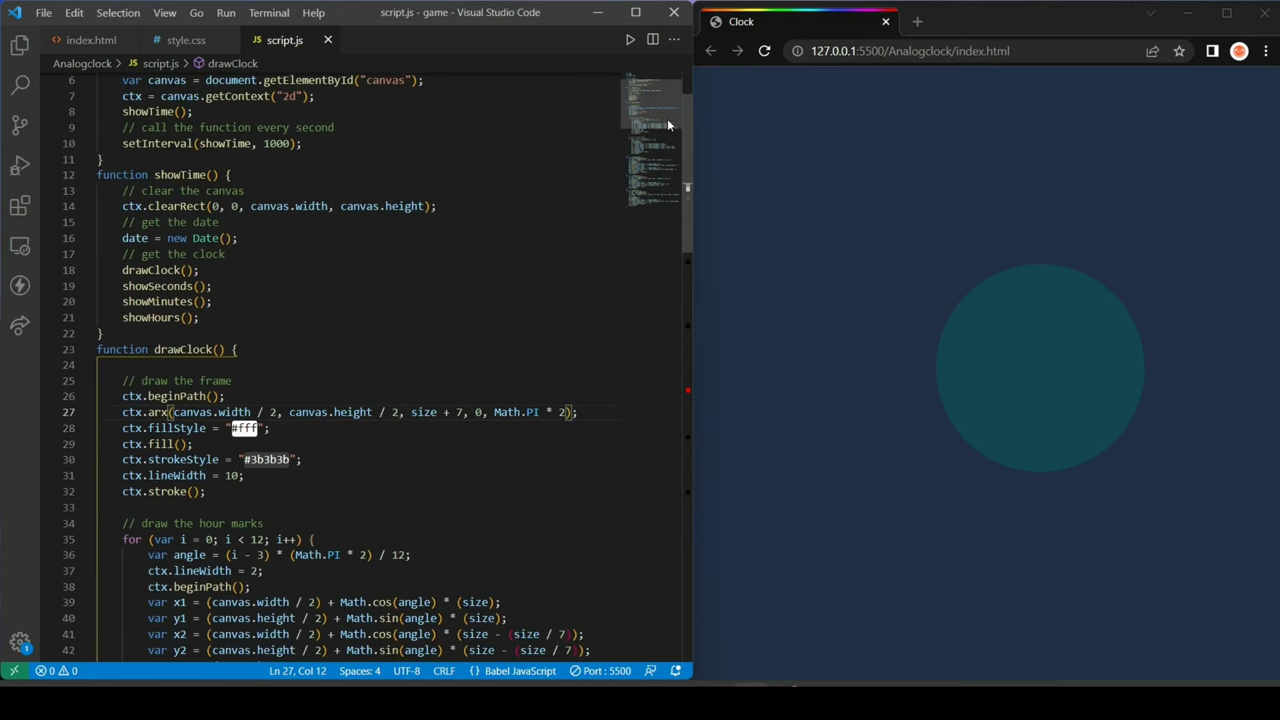 File Edit Selection View Go Run Terminal Help script.js - game - Visual Studio Code
index.html style.css script.js
Analogclock script.js drawClock
6 var canvas = document.getElementById("canvas");
7 ctx = canvas.getContext("2d");
8 showTime();
9 // call the function every second
10 setInterval(showTime, 1000);
11 }
12 function showTime() {
13 // clear the canvas
14 ctx.clearRect(0, 0, canvas.width, canvas.height);
15 // get the date
16 date = new Date();
17 // get the clock
18 drawClock();
19 showSeconds();
20 showMinutes();
21 showHours();
22 }
23 function drawClock() {
24
25 // draw the frame
26 ctx.beginPath();
27 ctx.arx(canvas.width / 2, canvas.height / 2, size + 7, 0, Math.PI * 2);
28 ctx.fillStyle = "#fff";
29 ctx.fill();
30 ctx.strokeStyle = "#3b3b3b";
31 ctx.lineWidth = 10;
32 ctx.stroke();
33
34 // draw the hour marks
35 for (var i = 0; i < 12; i++) {
36 var angle = (i - 3) * (Math.PI * 2) / 12;
37 ctx.lineWidth = 2;
38 ctx.beginPath();
39 var x1 = (canvas.width / 2) + Math.cos(angle) * (size);
40 var y1 = (canvas.height / 2) + Math.sin(angle) * (size);
41 var x2 = (canvas.width / 2) + Math.cos(angle) * (size - (size / 7));
42 var y2 = (canvas.height / 2) + Math.sin(angle) * (size - (size / 7));
1 0 0 Ln 27, Col 12 Spaces: 4 UTF-8 CRLF {} Babel JavaScript Port : 5500
Clock
127.0.0.1:5500/Analogclock/index.html